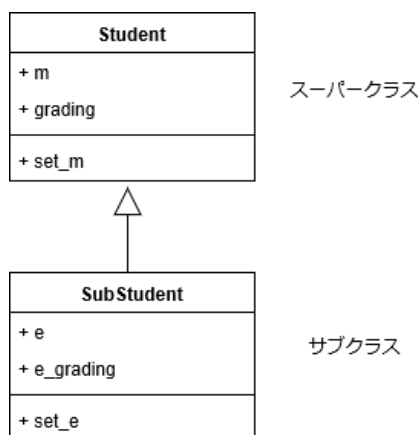 Student
+ m
+ grading
+ set_m
スーパークラス
SubStudent
+ e
+ e_grading
+ set_e
サブクラス